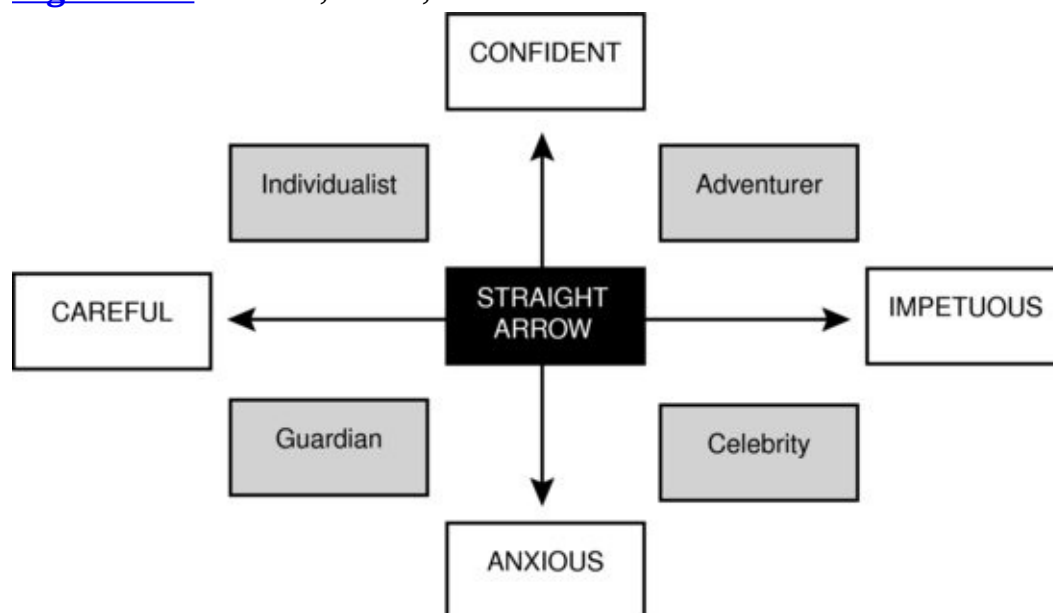 CONFIDENT
Individualist
Adventurer
CAREFUL
STRAIGHT
ARROW
IMPETUOUS
Guardian
Celebrity
ANXIOUS